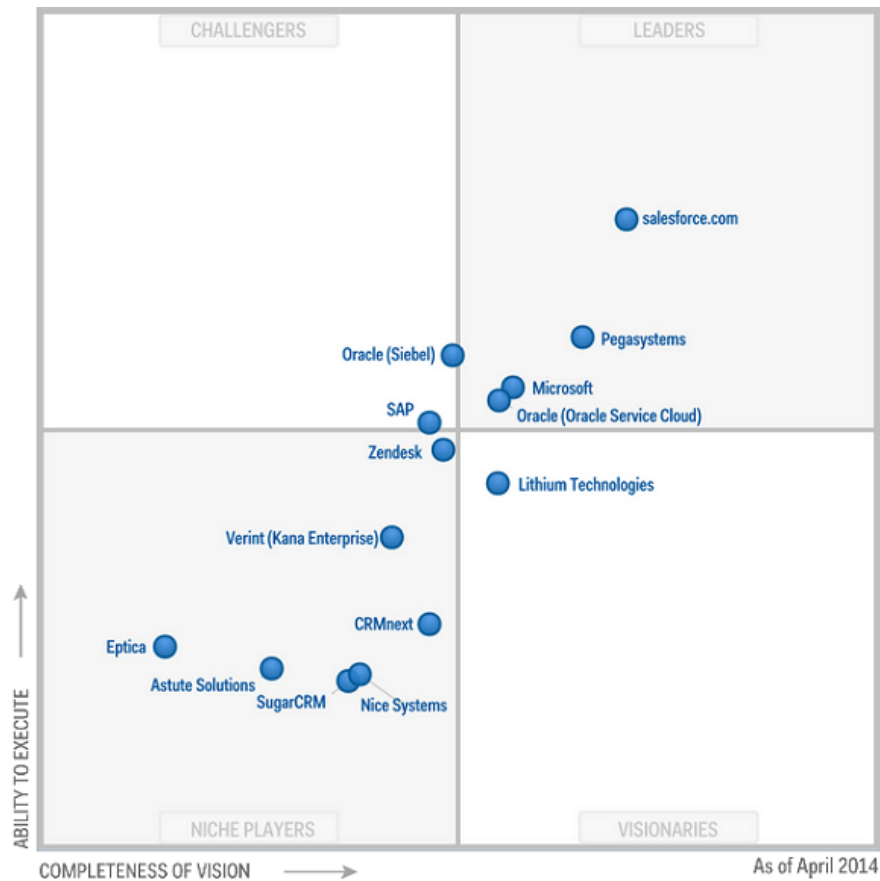 CHALLENGERS
LEADERS
salesforce.com
Pegasystems
Oracle (Siebel)
Microsoft
Oracle (Oracle Service Cloud)
SAP
Zendesk
Lithium Technologies
Verint (Kana Enterprise)
CRMnext
Eptica
Astute Solutions
SugarCRM
Nice Systems
ABILITY TO EXECUTE
NICHE PLAYERS
VISIONARIES
COMPLETENESS OF VISION
As of April 2014